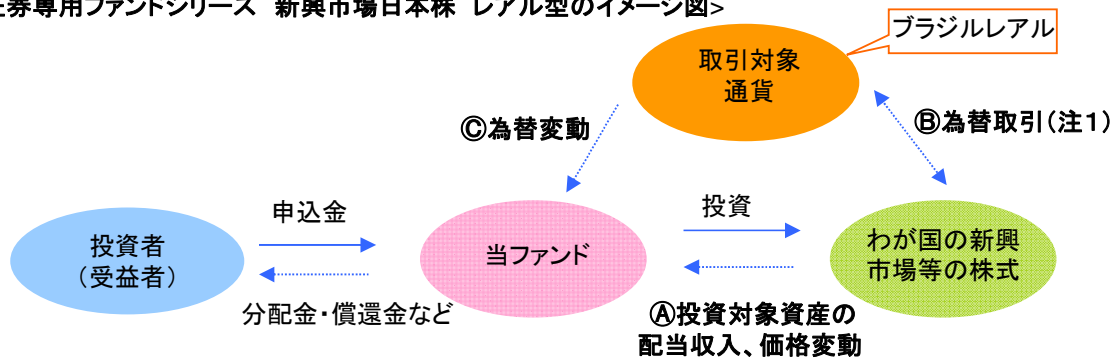 券専用ファンドシリーズ 新興市場日本株 レアル型のイメージ図>
ブラジルレアル
取引対象
通貨
Ⓒ為替変動
Ⓑ為替取引(注1)
申込金
投資
投資者
(受益者)
当ファンド
わが国の新興
市場等の株式
分配金・償還金など
Ⓐ投資対象資産の
配当収入、価格変動